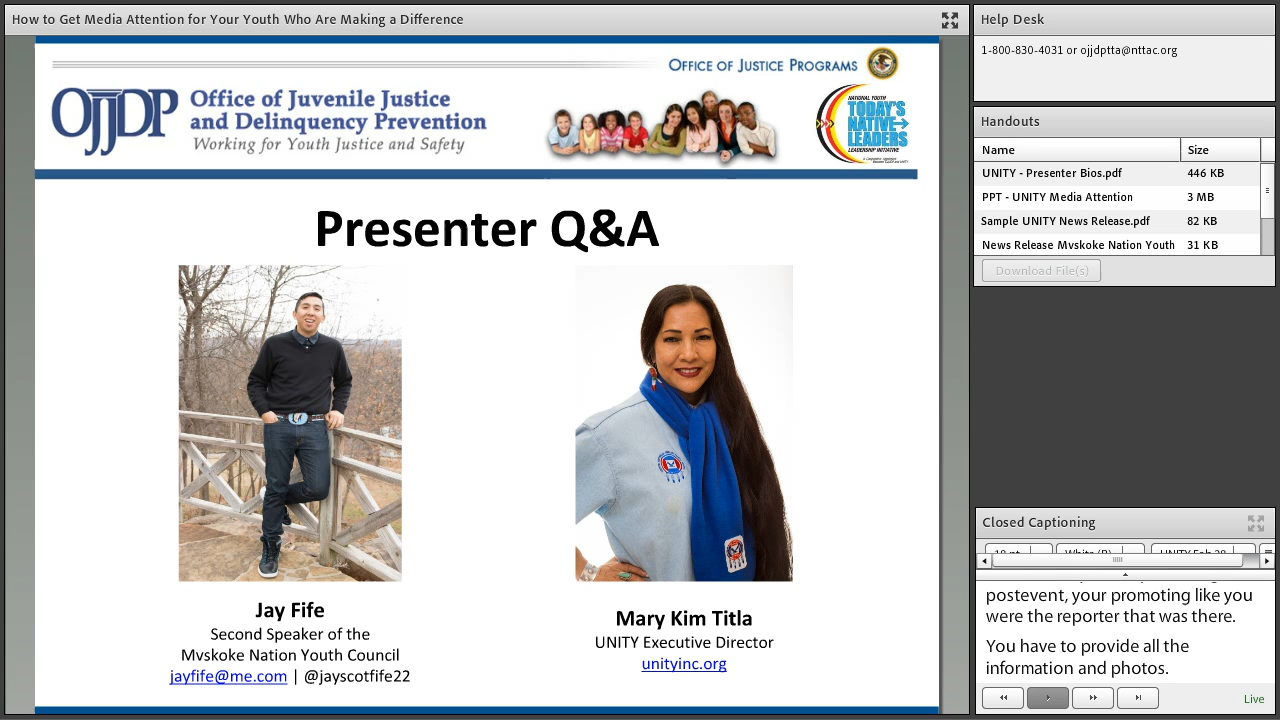 How to Get Media Attention for Your Youth Who Are Making a Difference
OFFICE OF JUSTICE PROGRAMS
OJJDP
Office of Juvenile Justice
and Delinquency Prevention
Working for Youth Justice and Safety
NATIONAL YOUTH
TODAY'S
NATIVE
LEADERS
LEADERSHIP INITIATIVE
Presenter Q&A
Jay Fife
Second Speaker of the
Mvskoke Nation Youth Council
jayfife@me.com | @jayscotfife22
Mary Kim Titla
UNITY Executive Director
unityinc.org
Help Desk
1-800-830-4031 or ojjdptta@nttac.org
Handouts
Name Size
UNITY - Presenter Bios.pdf 446 KB
PPT - UNITY Media Attention 3 MB
Sample UNITY News Release.pdf 82 KB
News Release Mvskoke Nation Youth 31 KB
Download File(s)
Closed Captioning
postevent, your promoting like you
were the reporter that was there.
You have to provide all the
information and photos.
Live